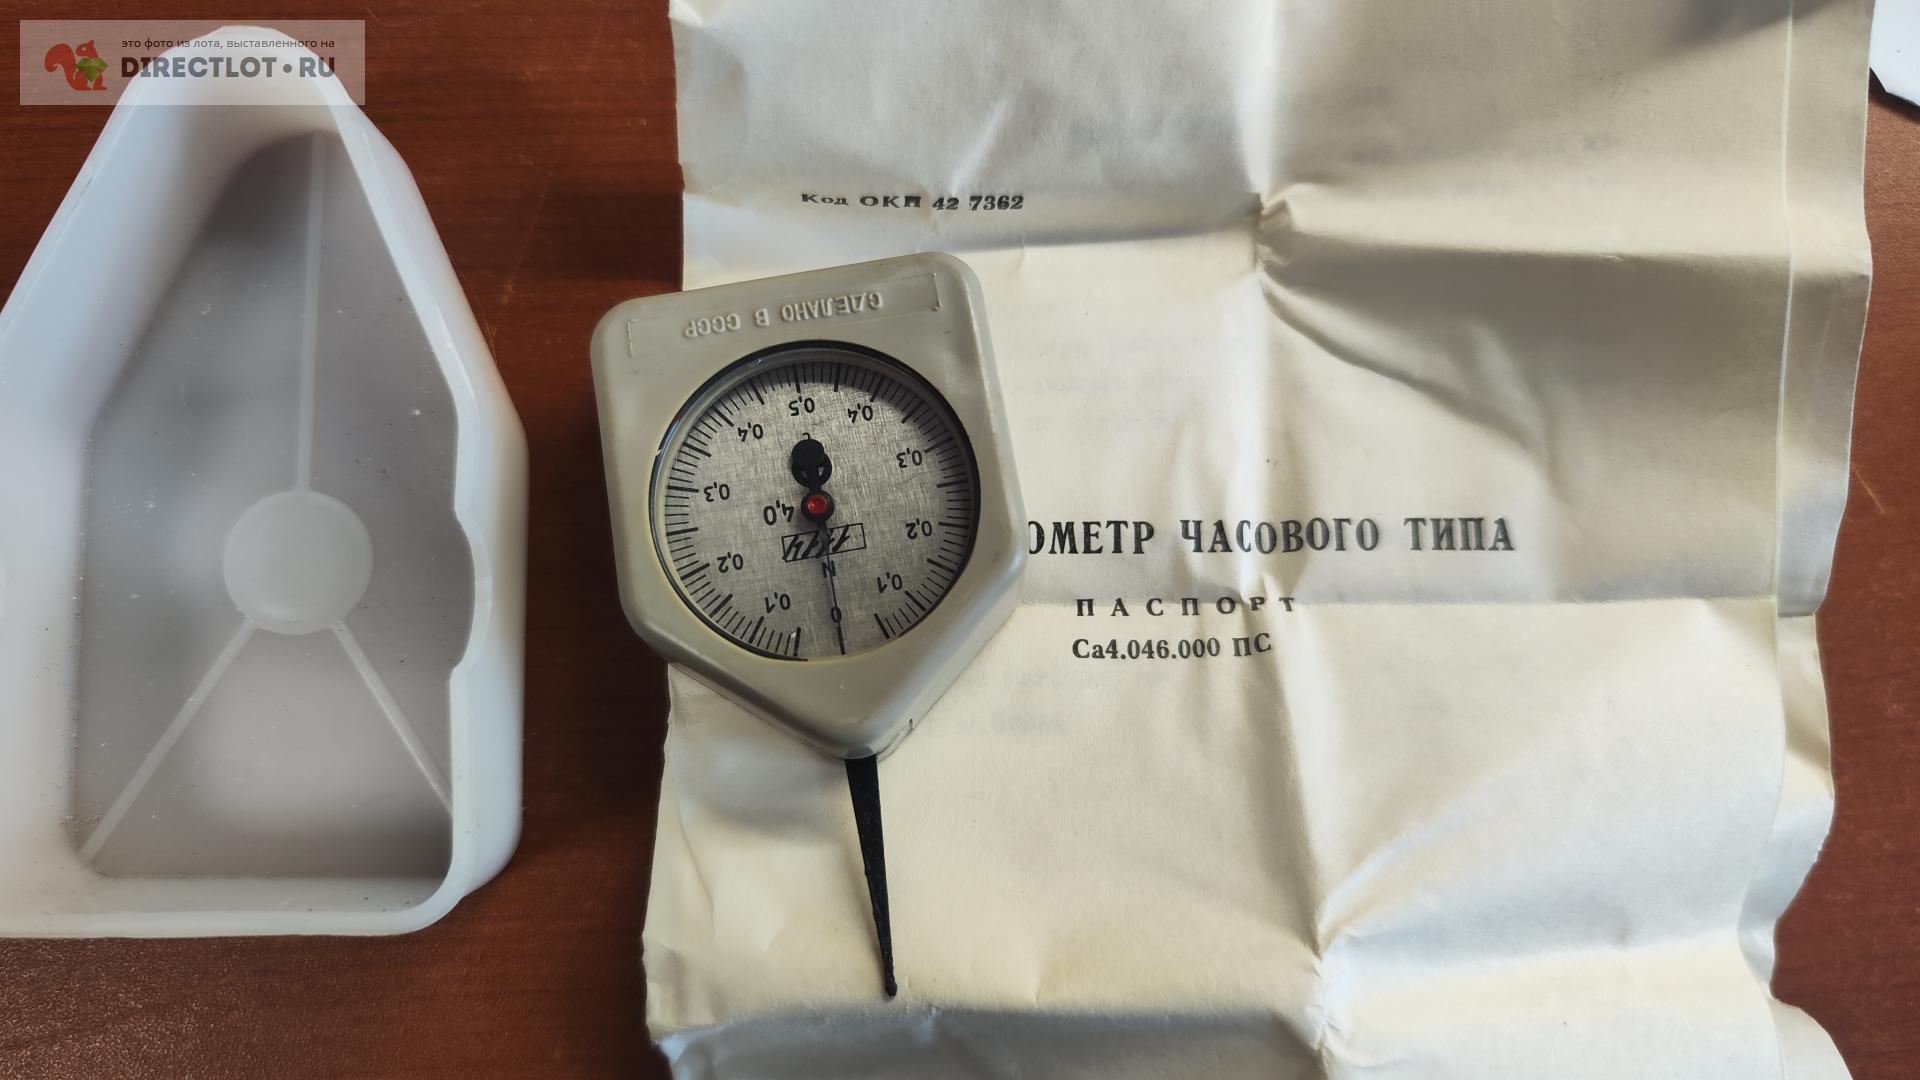 это фото из лота, выставленного на
DIRECTLOT.RU
Код ОКП 42 7362
СДЕЛАНО В СССР
0,5
0,4
0,4
0,3
0,3
4,0
0,2
0,2
N
0,1
0,1
0
ОМЕТР ЧАСОВОГО ТИПА
ПАСПОРТ
Са4.046.000 ПС